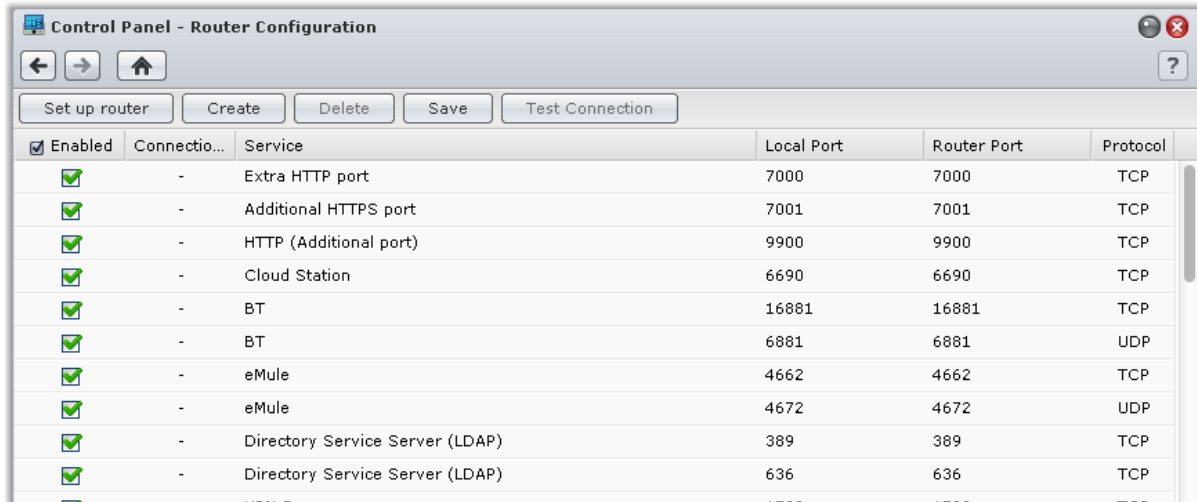 Control Panel - Router Configuration
?
Set up router Create Delete Save Test Connection
Enabled Connectio... Service Local Port Router Port Protocol
- Extra HTTP port 7000 7000 TCP
- Additional HTTPS port 7001 7001 TCP
- HTTP (Additional port) 9900 9900 TCP
- Cloud Station 6690 6690 TCP
- BT 16881 16881 TCP
- BT 6881 6881 UDP
- eMule 4662 4662 TCP
- eMule 4672 4672 UDP
- Directory Service Server (LDAP) 389 389 TCP
- Directory Service Server (LDAP) 636 636 TCP